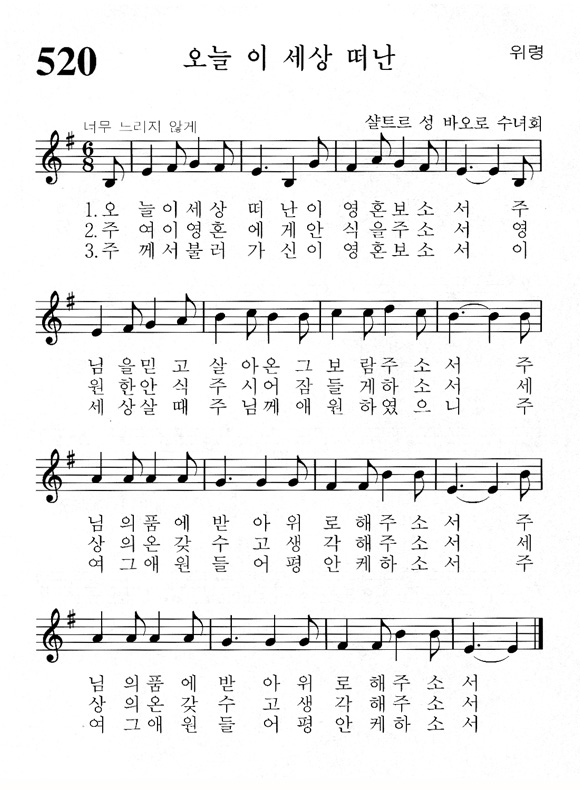 520 오늘 이 세상 떠난 위령
너무 느리지 않게 샬트르 성 바오로 수녀회
6
8
1.오 늘이세상 떠난이 영혼보소서 주
2.주 여이영혼 에게안 식을주소서 영
3.주 께서불러 가신이 영혼보소서 이
님을믿고살아온그보람주소서 주
원한안식주시어잠들게하소서 세
세상살때주님께애원하였으니 주
님의품에받아위로해주소서 주
상의온갖수고생각해주소서 세
여그애원들어평안케하소서 주
님의품에받아위로해주소서
상의온갖수고생각해주소서
여그애원들어평안케하소서